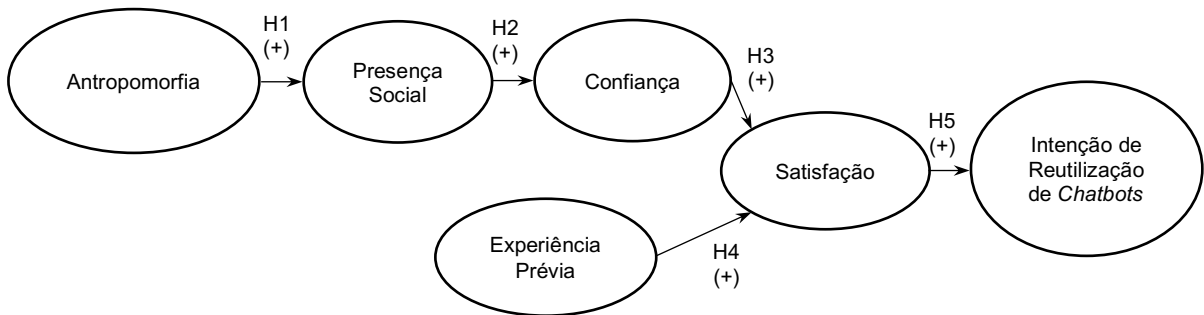 Antropomorfia
H1
(+)
Presença
Social
H2
(+)
Confiança
H3
(+)
Satisfação
Experiência
Prévia
H4
(+)
H5
(+)
Intenção de
Reutilização
de Chatbots